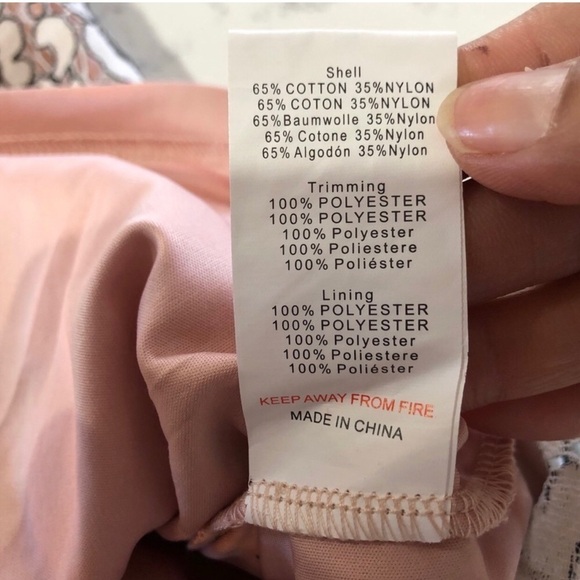 Shell
65% COTTON 35%NYLON
65% COTON 35%NYLON
65%Baumwolle 35%Nylon
65% Cotone 35%Nylon
65% Algodón 35%Nylon
Trimming
100% POLYESTER
100% POLYESTER
100% Polyester
100% Poliestere
100% Poliéster
Lining
100% POLYESTER
100% POLYESTER
100% Polyester
100% Poliestere
100% Poliéster
KEEP AWAY FROM FIRE
MADE IN CHINA